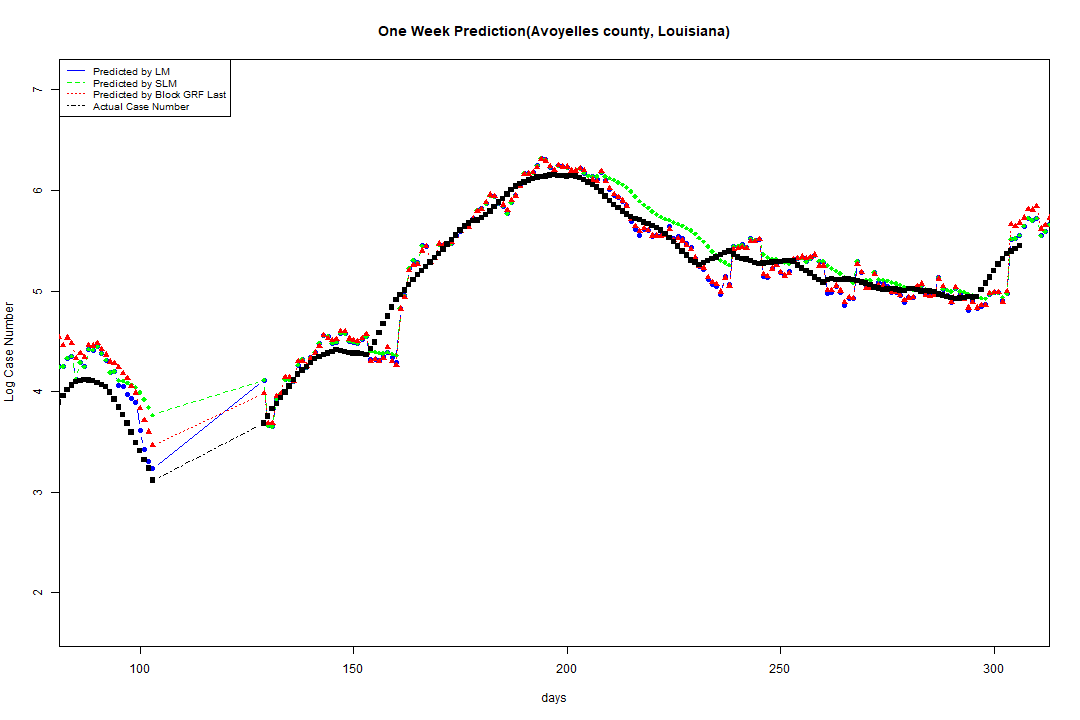 One Week Prediction(Avoyelles county, Louisiana)
Predicted by LM
Predicted by SLM
Predicted by Block GRF Last
Actual Case Number
Log Case Number
7
6
5
4
3
2
100 150 200 250 300
days